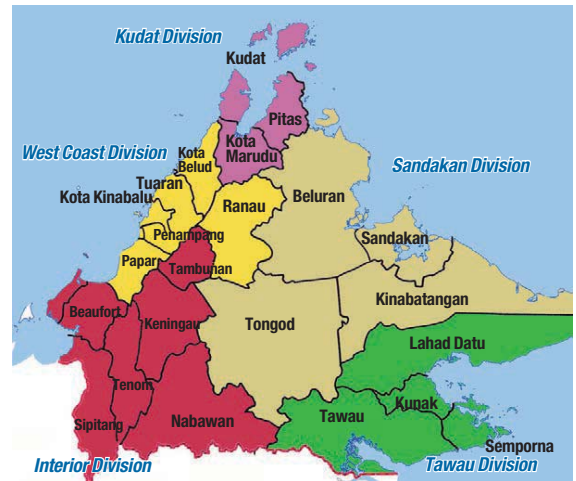 Kudat Division
Kudat
Pitas
Kota
Marudu
West Coast Division
Kota
Belud
Sandakan Division
Tuaran
Kota Kinabalu
Ranau
Beluran
Penampang
Sandakan
Papar
Tambunan
Kinabatangan
Beaufort
Keningau
Tongod
Lahad Datu
Tenom
Kunak
Sipitang
Nabawan
Tawau
Semporna
Interior Division
Tawau Division